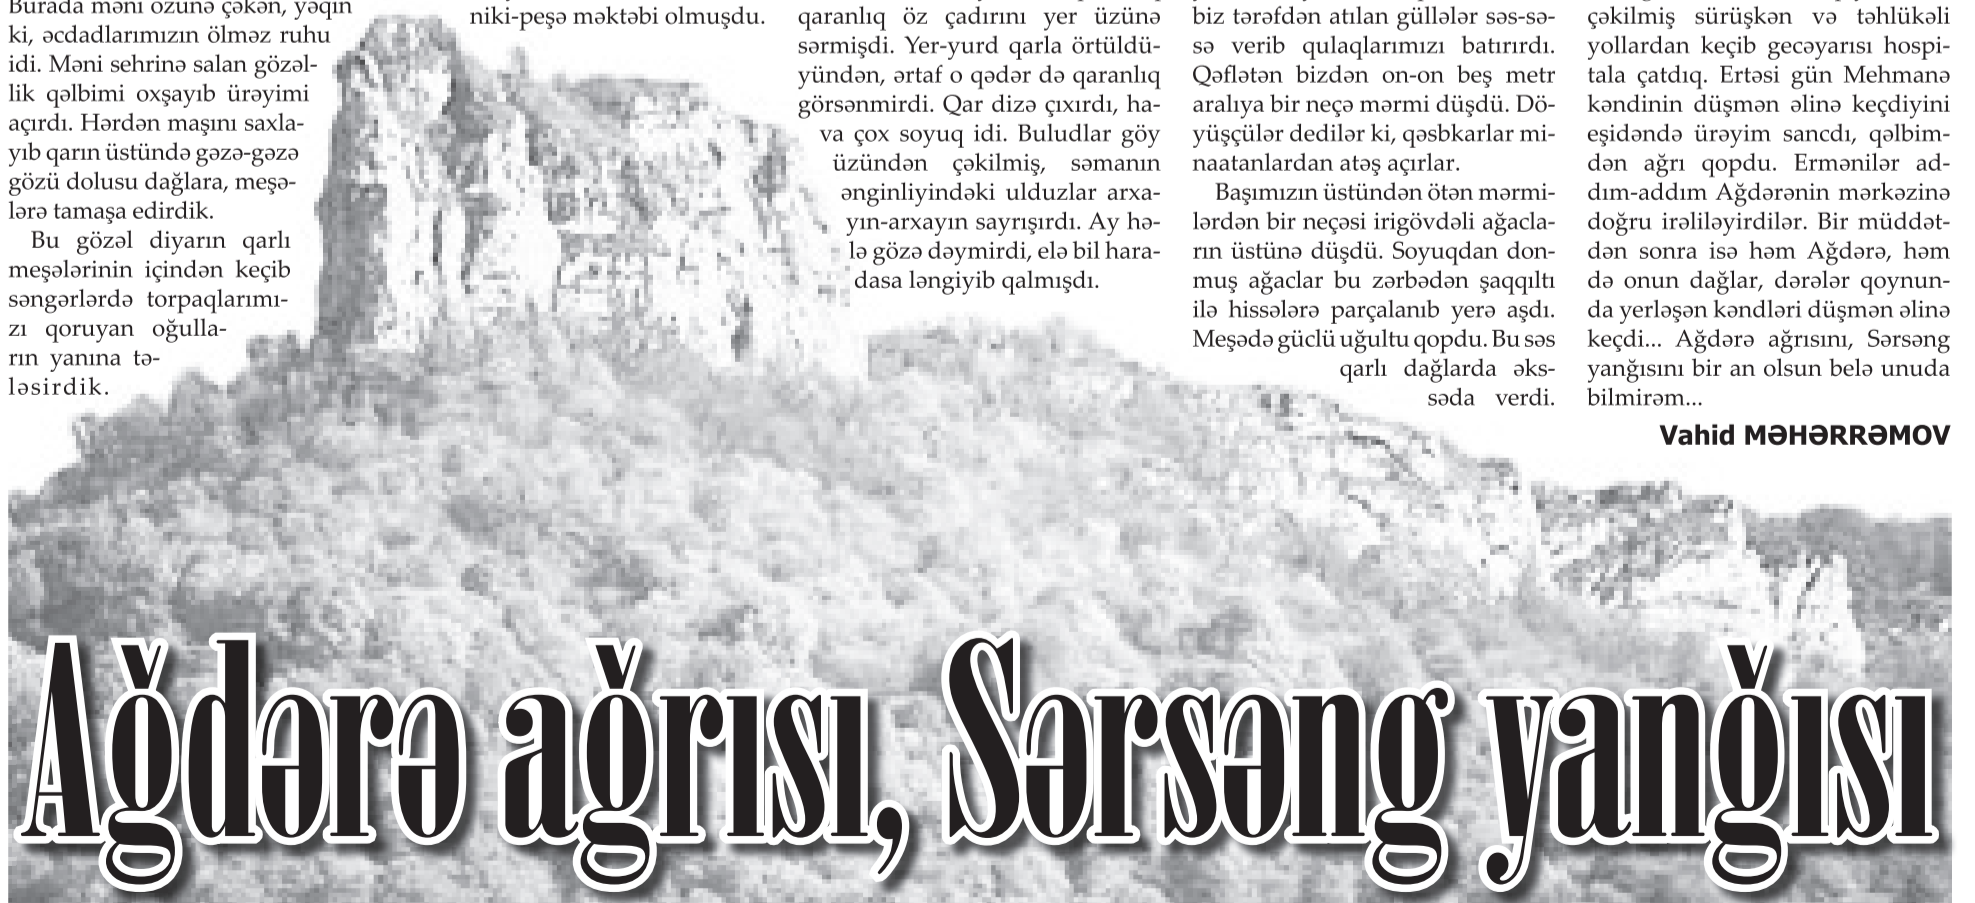 Burada məni özünə çəkən, yəqin
ki, əcdadlarımızın ölməz ruhu
idi. Məni sehrinə salan gözəl-
lik qəlbimi oxşayıb ürəyimi
açırdı. Hərdən maşını saxla-
yıb qarın üstündə gəzə-gəzə
gözü dolusu dağlara, meşə-
lərə tamaşa edirdik.
Bu gözəl diyarın qarlı
meşələrinin içindən keçib
səngərlərdə torpaqlarımı-
zı qoruyan oğulla-
rın yanına tə-
ləsirdik.
niki-peşə məktəbi olmuşdu.
qaranlıq öz çadırını yer üzünə
sərmişdi. Yer-yurd qarla örtüldü-
yündən, ərtaf o qədər də qaranlıq
görsənmirdi. Qar dizə çıxırdı, ha-
va çox soyuq idi. Buludlar göy
üzündən çəkilmiş, səmanın
ənginliyindəki ulduzlar arxa-
yın-arxayın sayrışırdı. Ay hə-
lə gözə dəymirdi, elə bil hara-
dasa ləngiyib qalmışdı.
biz tərəfdən atılan güllələr səs-sə-
sə verib qulaqlarımızı batırırdı.
Qəflətən bizdən on-on beş metr
aralıya bir neçə mərmi düşdü. Dö-
yüşçülər dedilər ki, qəsbkarlar mi-
naatanlardan atəş açırlar.
Başımızın üstündən ötən mərmi-
lərdən bir neçəsi irigövdəli ağacla-
rın üstünə düşdü. Soyuqdan don-
muş ağaclar bu zərbədən şaqqıltı
ilə hissələrə parçalanıb yerə aşdı.
Meşədə güclü uğultu qopdu. Bu səs
qarlı dağlarda əks-
səda verdi.
çəkilmiş sürüşkən və təhlükəli
yollardan keçib gecəyarısı hospi-
tala çatdıq. Ertəsi gün Mehmanə
kəndinin düşmən əlinə keçdiyini
eşidəndə ürəyim sancdı, qəlbim-
dən ağrı qopdu. Ermənilər ad-
dım-addım Ağdərənin mərkəzinə
doğru irəliləyirdilər. Bir müddət-
dən sonra isə həm Ağdərə, həm
də onun dağlar, dərələr qoynun-
da yerləşən kəndləri düşmən əlinə
keçdi... Ağdərə ağrısını, Sərsəng
yanğısını bir an olsun belə unuda
bilmirəm...
Vahid MƏHƏRRƏMOV
Ağdərə ağrısı, Sərsəng yanğısı